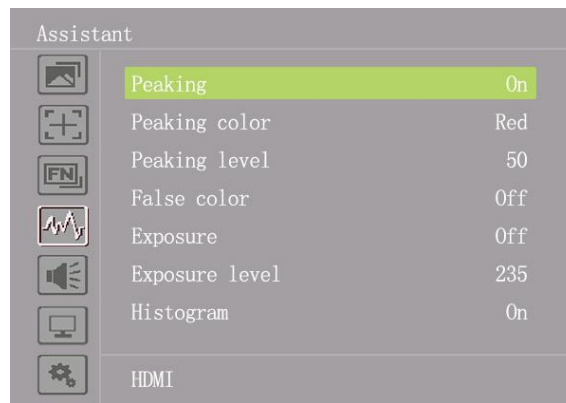 Assistant
Peaking On
Peaking color Red
Peaking level 50
FN
False color Off
Exposure Off
Exposure level 235
Histogram On
HDMI